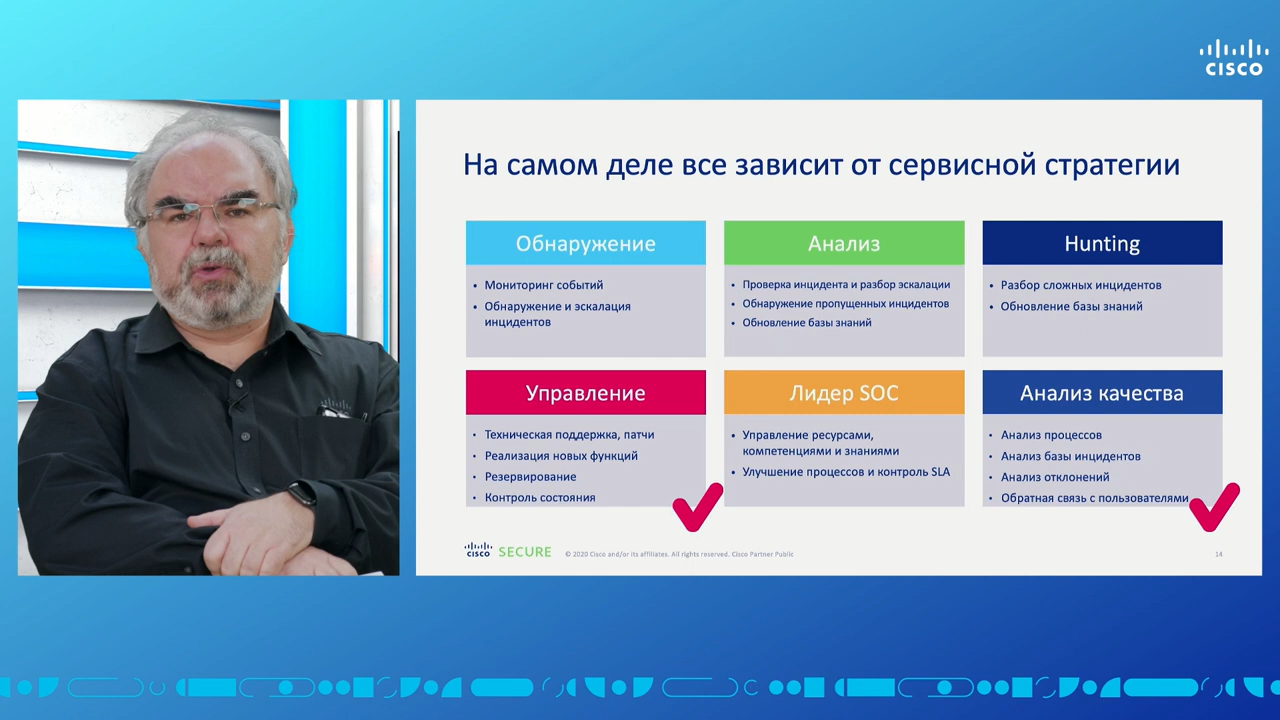 CISCO
На самом деле все зависит от сервисной стратегии
Обнаружение
• Мониторинг событий
• Обнаружение и эскалация
инцидентов
Анализ
• Проверка инцидента и разбор эскалации
• Обнаружение пропущенных инцидентов
• Обновление базы знаний
Hunting
• Разбор сложных инцидентов
• Обновление базы знаний
Управление
• Техническая поддержка, патчи
• Реализация новых функций
• Резервирование
• Контроль состояния
Лидер SOC
• Управление ресурсами,
компетенциями и знаниями
• Улучшение процессов и контроль SLA
Анализ качества
• Анализ процессов
• Анализ базы инцидентов
• Анализ отклонений
• Обратная связь с пользователями
CISCO SECURE © 2020 Cisco and/or its affiliates. All rights reserved. Cisco Partner Public 14